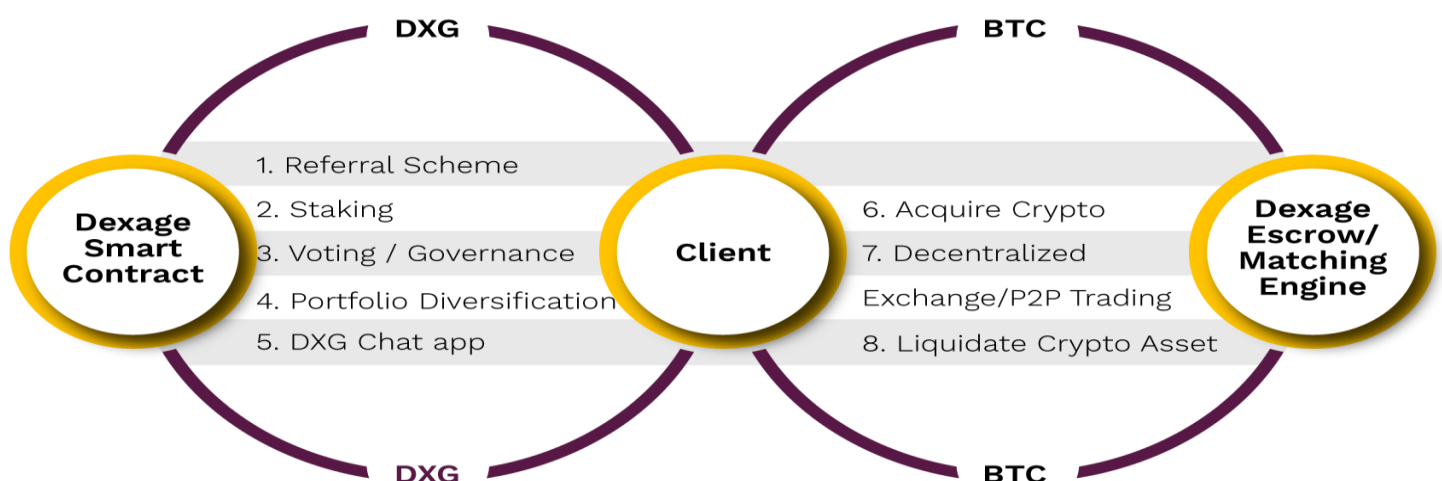 DXG
BTC
Dexage
Smart
Contract
1. Referral Scheme
2. Staking
3. Voting / Governance
4. Portfolio Diversification
5. DXG Chat app
Client
6. Acquire Crypto
7. Decentralized
Exchange/P2P Trading
8. Liquidate Crypto Asset
Dexage
Escrow/
Matching
Engine
DXG
BTC